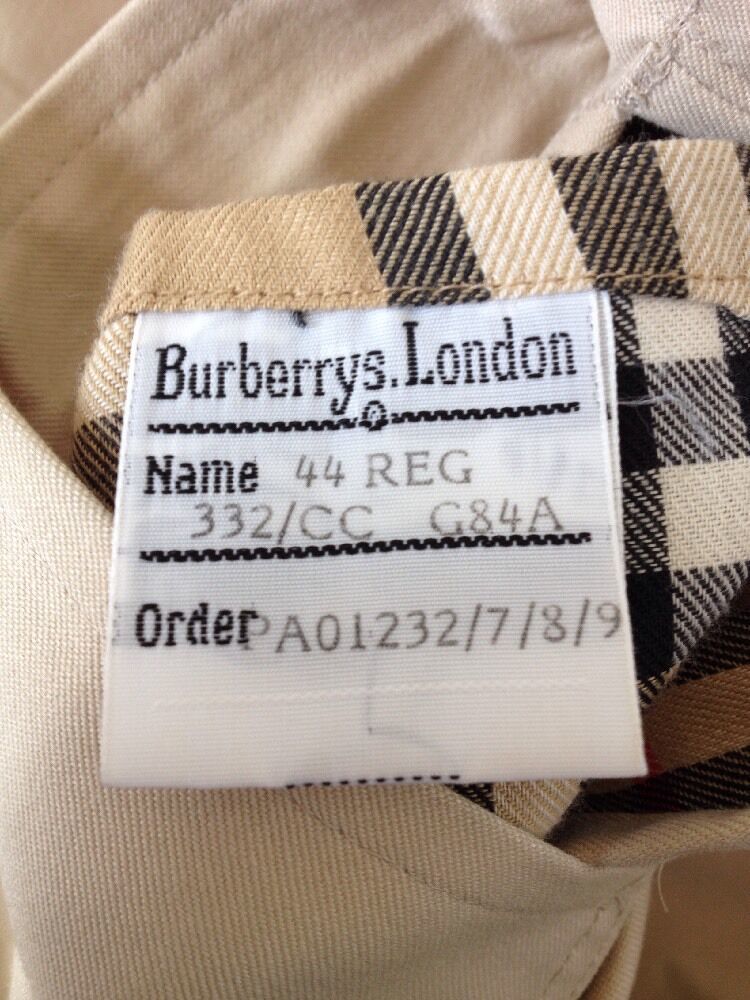 Burberrys.London
Name 44 REG
332/CC G84A
Order PA01232/7/8/9